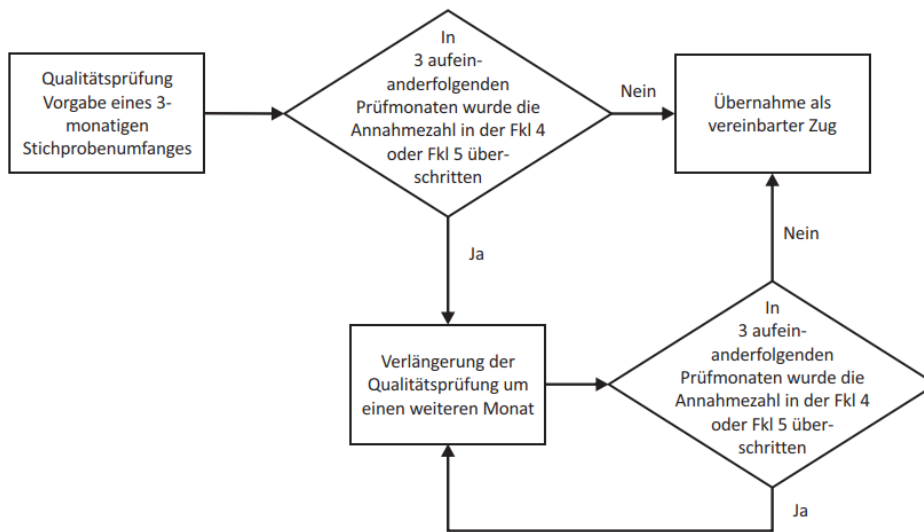 Qualitätsprüfung
Vorgabe eines 3-
monatigen
Stichprobenumfanges
In
3 aufein-
anderfolgenden
Prüfmonaten wurde die
Annahmezahl in der Fkl 4
oder Fkl 5 über-
schritten
Nein
Übernahme als
vereinbarter Zug
Ja
Nein
Verlängerung der
Qualitätsprüfung um
einen weiteren Monat
In
3 aufein-
anderfolgenden
Prüfmonaten wurde die
Annahmezahl in der Fkl 4
oder Fkl 5 über-
schritten
Ja